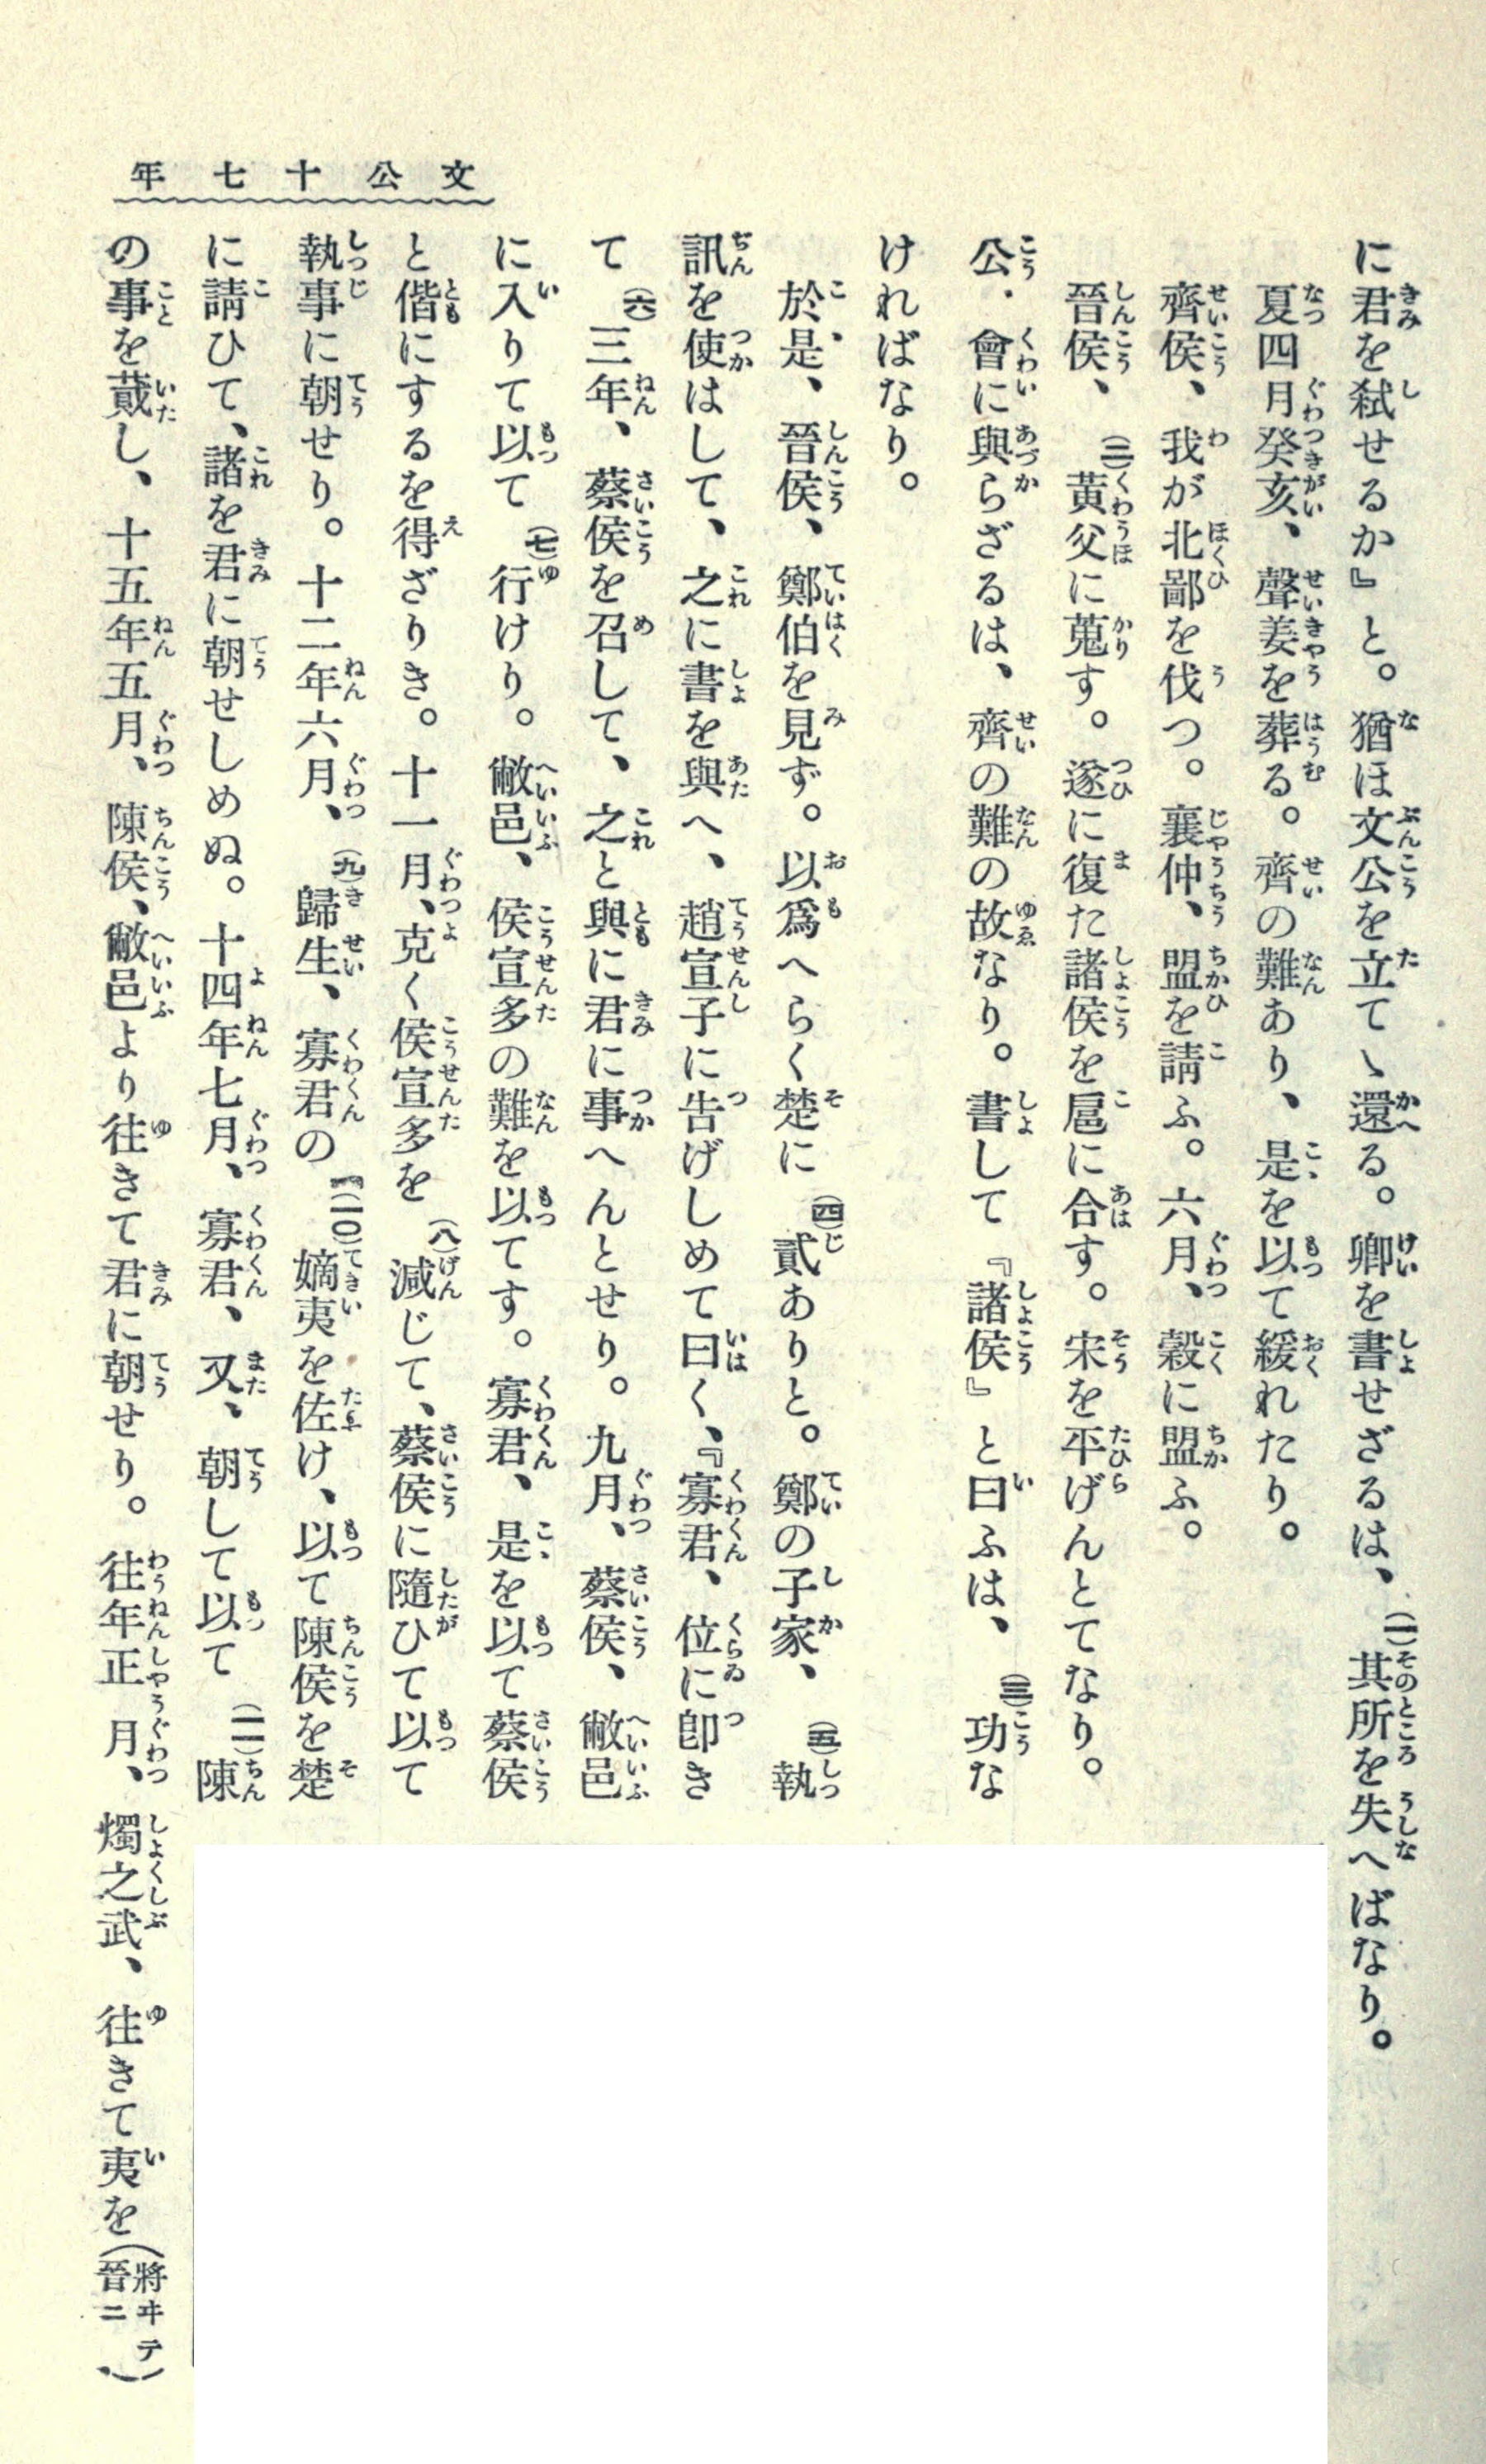 文公十七年
に君を弑せるか』と。猶ほ文公を立てゝ還る。卿を書せざるは、(一)其所を失へばなり。
夏四月癸亥、聲姜を葬る。齊の難あり、是を以て緩れたり。
齊侯、我が北鄙を伐つ。襄仲、盟を請ふ。六月、穀に盟ふ。
晉侯、(二)黃父に蒐す。遂に復た諸侯を扈に合す。宋を平げんとてなり。
公・會に與らざるは、齊の難の故なり。書して『諸侯』と曰ふは、(三)功な
ければなり。
於是、晉侯、鄭伯を見ず。以爲へらく楚に(四)貳ありと。鄭の子家、(五)執
訊を使はして、之に書を與へ、趙宣子に告げしめて曰く、『寡君、位に卽き
て(六)三年、蔡侯を召して、之と與に君に事へんとせり。九月、蔡侯、敝邑
に入りて以て(七)行けり。敝邑、侯宣多の難を以てす。寡君、是を以て蔡侯
と偕にするを得ざりき。十一月、克く侯宣多を(八)減じて、蔡侯に隨ひて以て
執事に朝せり。十二年六月、(九)歸生、寡君の『(一〇)嫡夷を佐け、以て陳侯を楚
に請ひて、諸を君に朝せしめぬ。十四年七月、寡君、又、朝して以て(一一)陳
の事を蕆し、十五年五月、陳侯、敝邑より往きて君に朝せり。往年正月、燭之武、往きて夷を(將ヰテ晉ニ、)